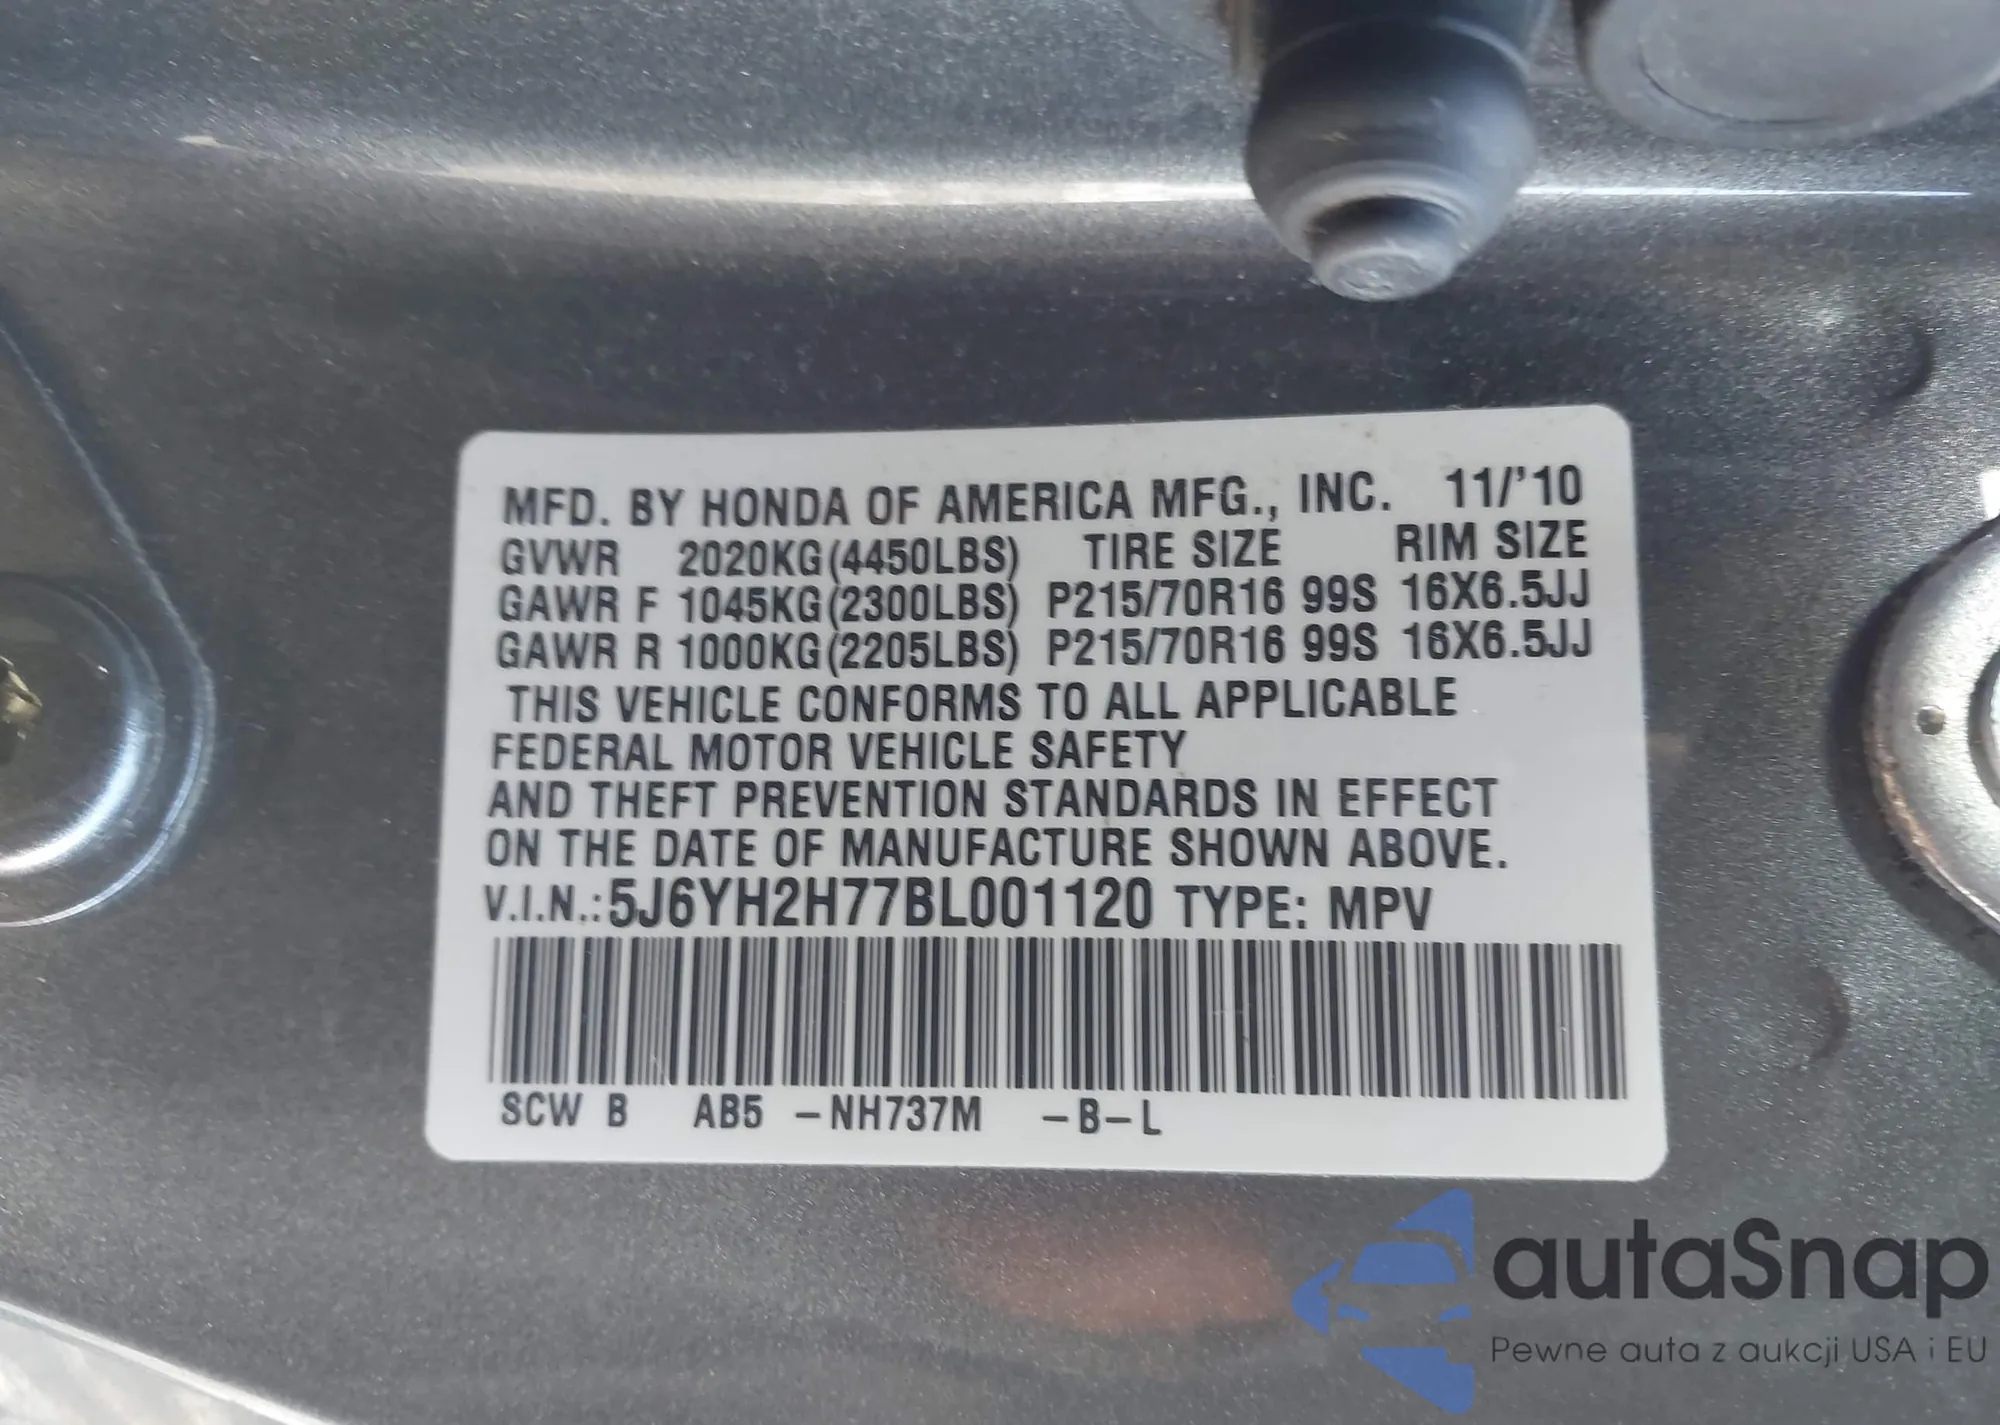 MFD. BY HONDA OF AMERICA MFG., INC. 11/'10
GVWR 2020KG(4450LBS) TIRE SIZE RIM SIZE
GAWR F 1045KG(2300LBS) P215/70R16 99S 16X6.5JJ
GAWR R 1000KG(2205LBS) P215/70R16 99S 16X6.5JJ
THIS VEHICLE CONFORMS TO ALL APPLICABLE
FEDERAL MOTOR VEHICLE SAFETY
AND THEFT PREVENTION STANDARDS IN EFFECT
ON THE DATE OF MANUFACTURE SHOWN ABOVE.
V.I.N.:5J6YH2H77BL001120 TYPE: MPV
SCW B AB5 -NH737M -B-L
autaSnap
Pewne auta z aukcji USA i EU